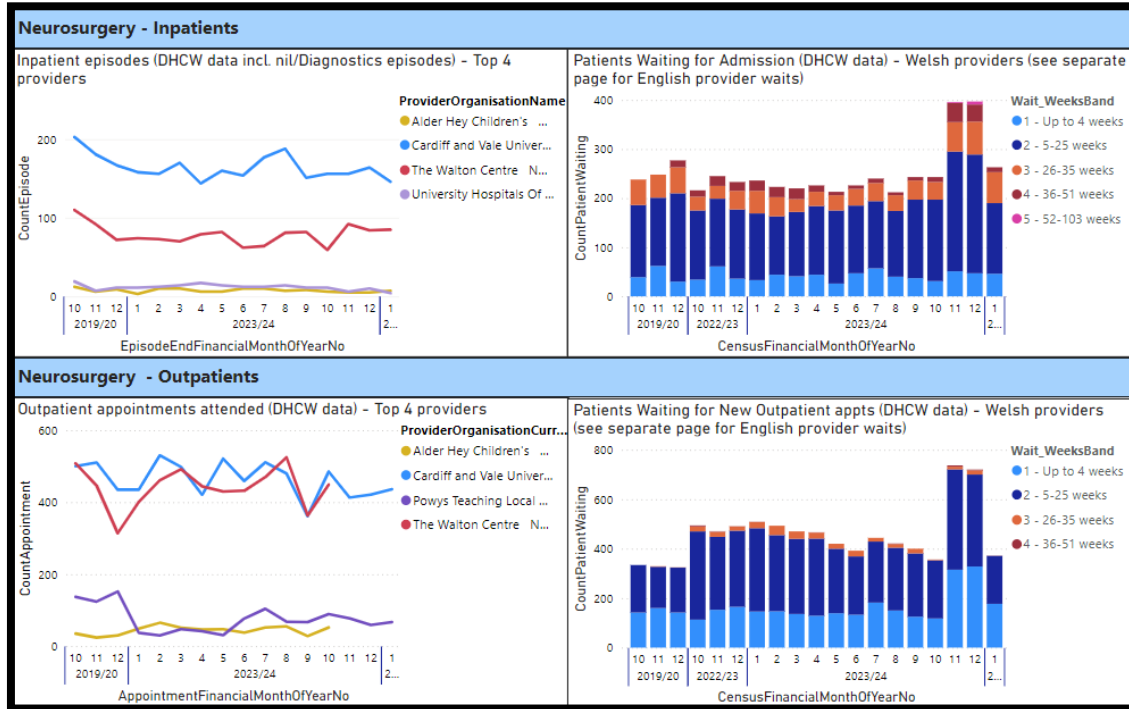 Neurosurgery - Inpatients
Inpatient episodes (DHCW data incl. nil/Diagnostics episodes) - Top 4
providers
ProviderOrganisationName
Alder Hey Children's ...
Cardiff and Vale Univer...
The Walton Centre N...
University Hospitals Of ...
CountEpisode
200
100
0
10 11 12 1 2 3 4 5 6 7 8 9 10 11 12 1
2019/20 2023/24 2...
EpisodeEndFinancialMonthOfYearNo
Patients Waiting for Admission (DHCW data) - Welsh providers (see separate
page for English provider waits)
Wait_WeeksBand
1 - Up to 4 weeks
2 - 5-25 weeks
3 - 26-35 weeks
4 - 36-51 weeks
5 - 52-103 weeks
CountPatientWaiting
400
300
200
100
0
10 11 12 10 11 12 1 2 3 4 5 6 7 8 9 10 11 12 1
2019/20 2022/23 2023/24 2...
CensusFinancialMonthOfYearNo
Neurosurgery - Outpatients
Outpatient appointments attended (DHCW data) - Top 4 providers
ProviderOrganisationCurr...
Alder Hey Children's ...
Cardiff and Vale Univer...
Powys Teaching Local ...
The Walton Centre N...
CountAppointment
600
400
200
0
10 11 12 1 2 3 4 5 6 7 8 9 10 11 12 1
2019/20 2023/24 2...
AppointmentFinancialMonthOfYearNo
Patients Waiting for New Outpatient appts (DHCW data) - Welsh providers
(see separate page for English provider waits)
Wait_WeeksBand
1 - Up to 4 weeks
2 - 5-25 weeks
3 - 26-35 weeks
4 - 36-51 weeks
CountPatientWaiting
800
600
400
200
0
10 11 12 10 11 12 1 2 3 4 5 6 7 8 9 10 11 12 1
2019/20 2022/23 2023/24 2...
CensusFinancialMonthOfYearNo